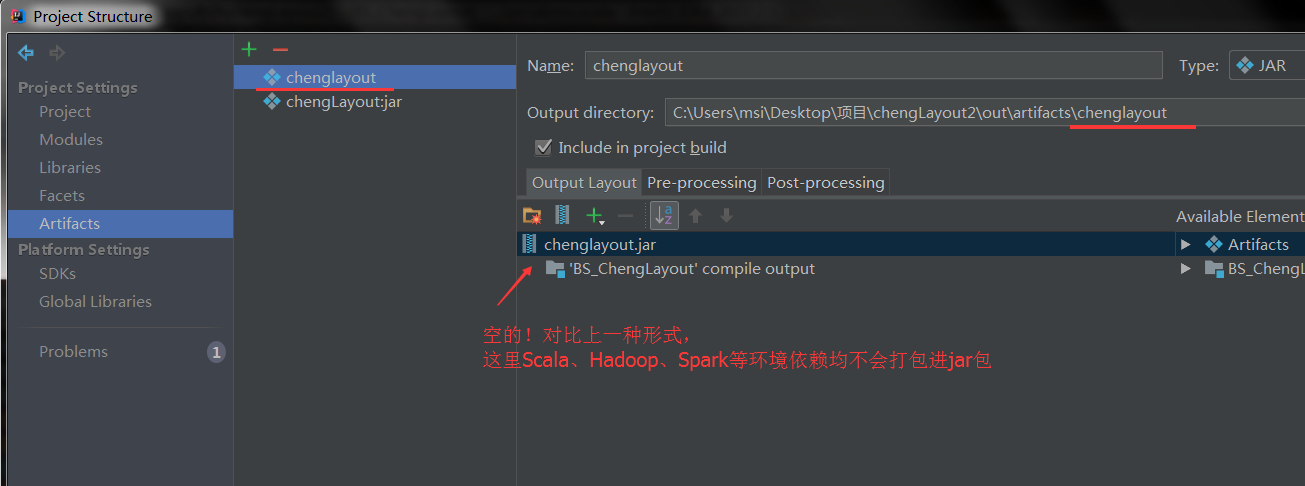 Project Structure
Project Settings
Project
Modules
Libraries
Facets
Artifacts
Platform Settings
SDKs
Global Libraries
Problems
1
chenglayout
chengLayout:jar
Name: chenglayout
Type: JAR
Output directory: C:\Users\msi\Desktop\项目\chengLayout2\out\artifacts\chenglayout
Include in project build
Output Layout Pre-processing Post-processing
Available Element
chenglayout.jar
Artifacts
'BS_ChengLayout' compile output
BS_ChengL
空的！对比上一种形式，
这里Scala、Hadoop、Spark等环境依赖均不会打包进jar包